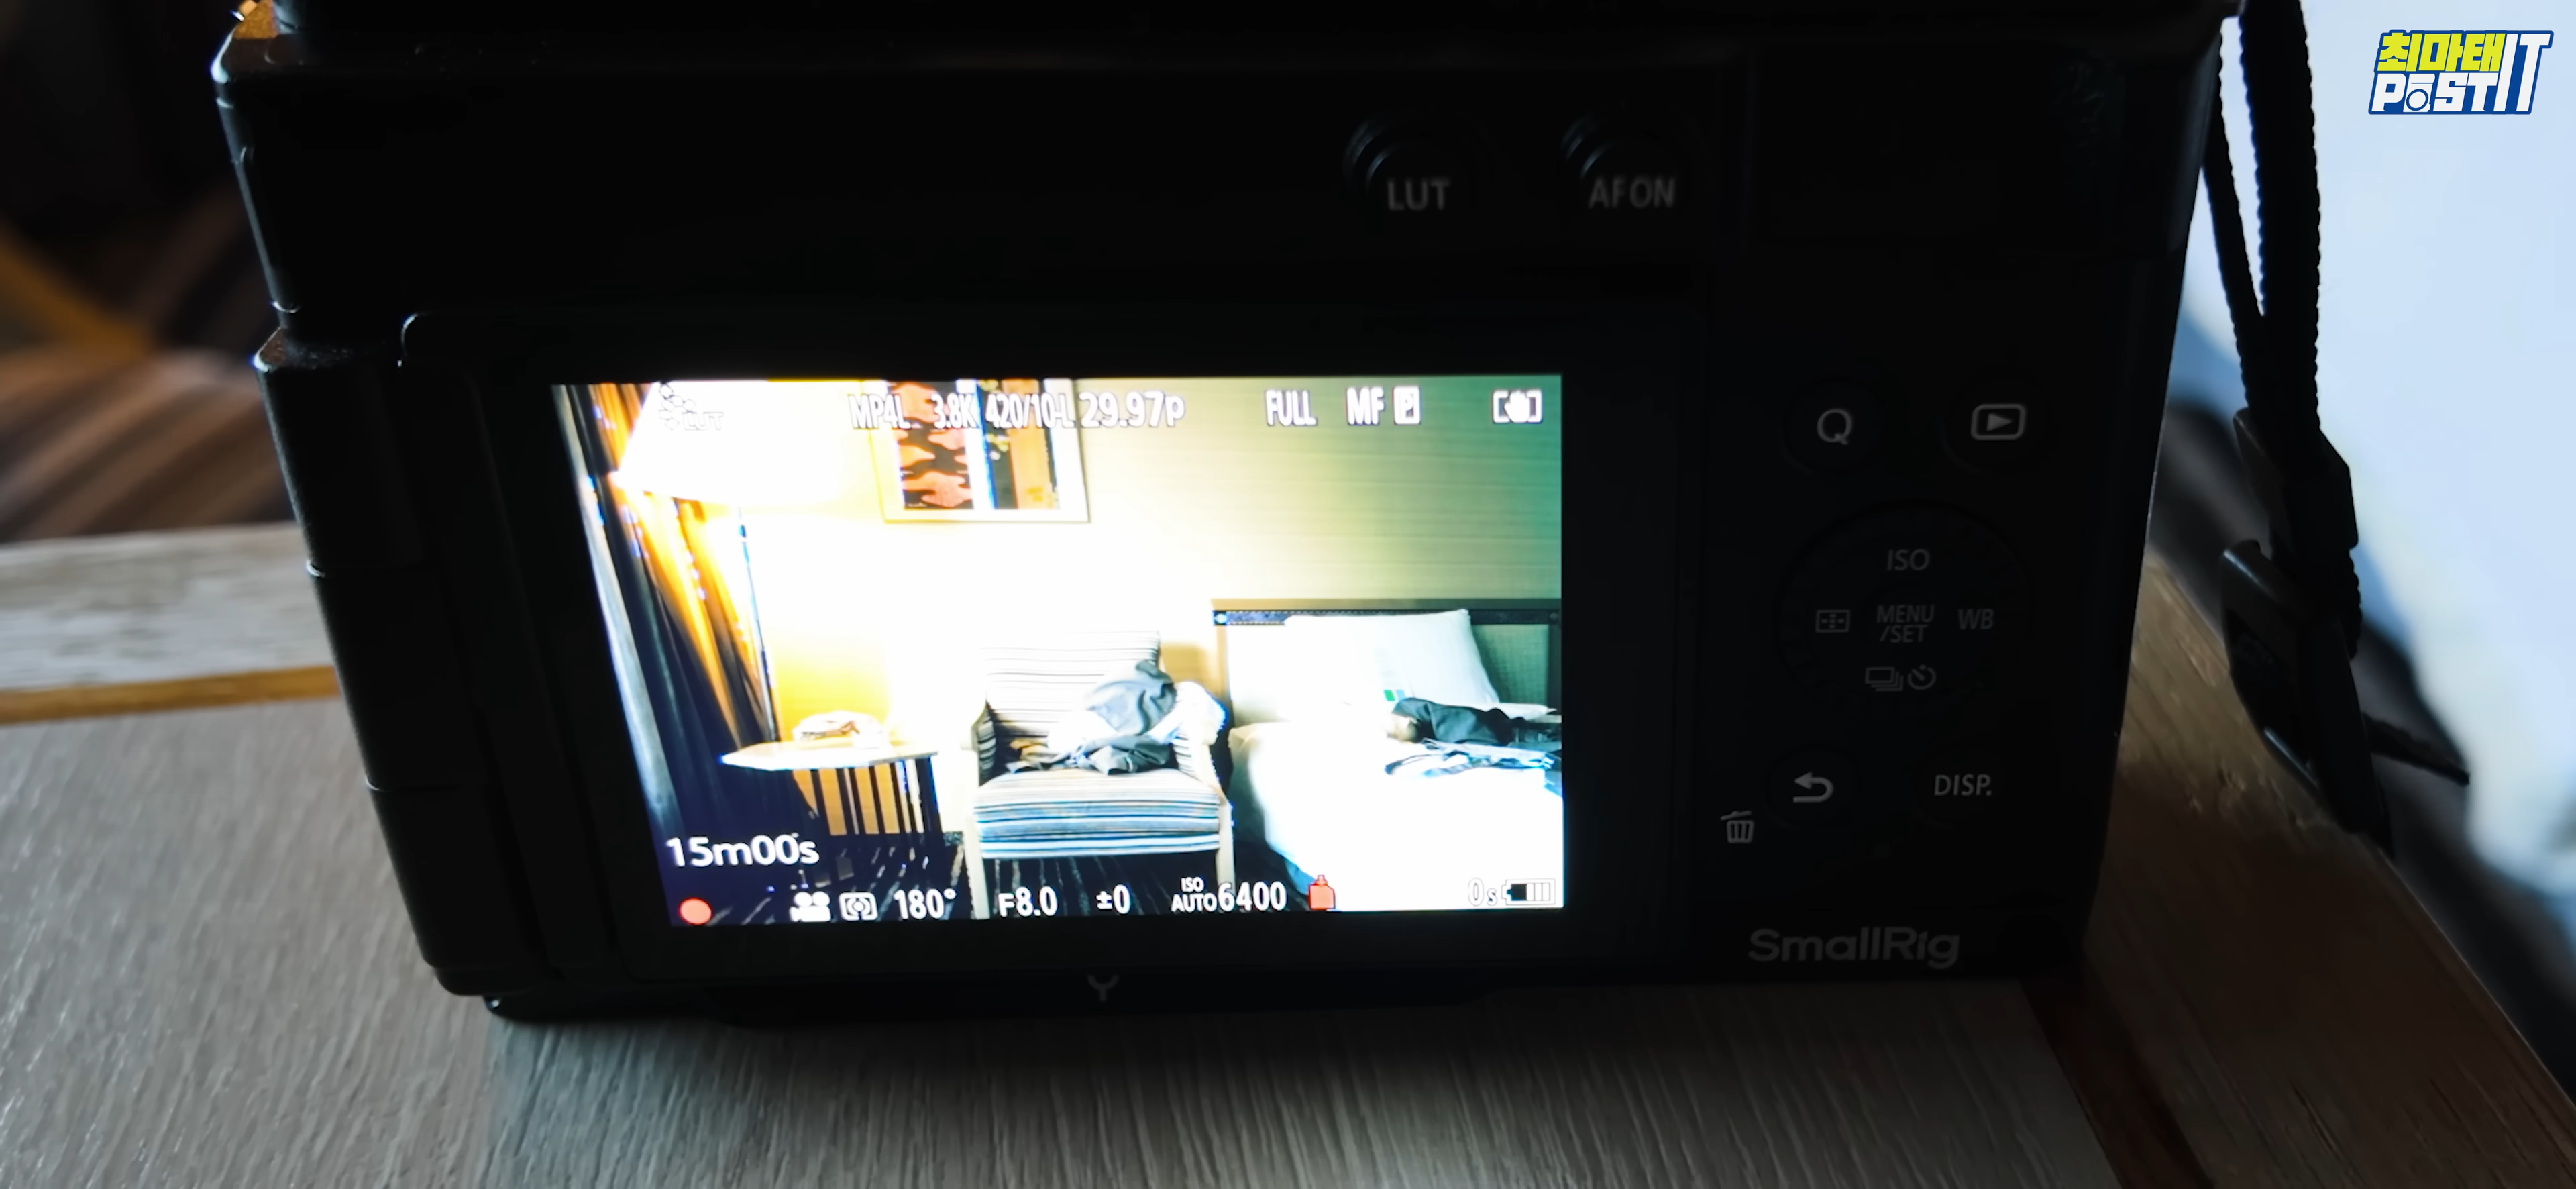 최마태
POST IT
LUT AF ON
LUT
MP4L 3.8K 420/10-L 29.97p FULL MF P
Q
ISO
MENU
/SET
WB
15m00s
180° F8.0 ±0 ISO AUTO 6400 0s
DISP.
SmallRig